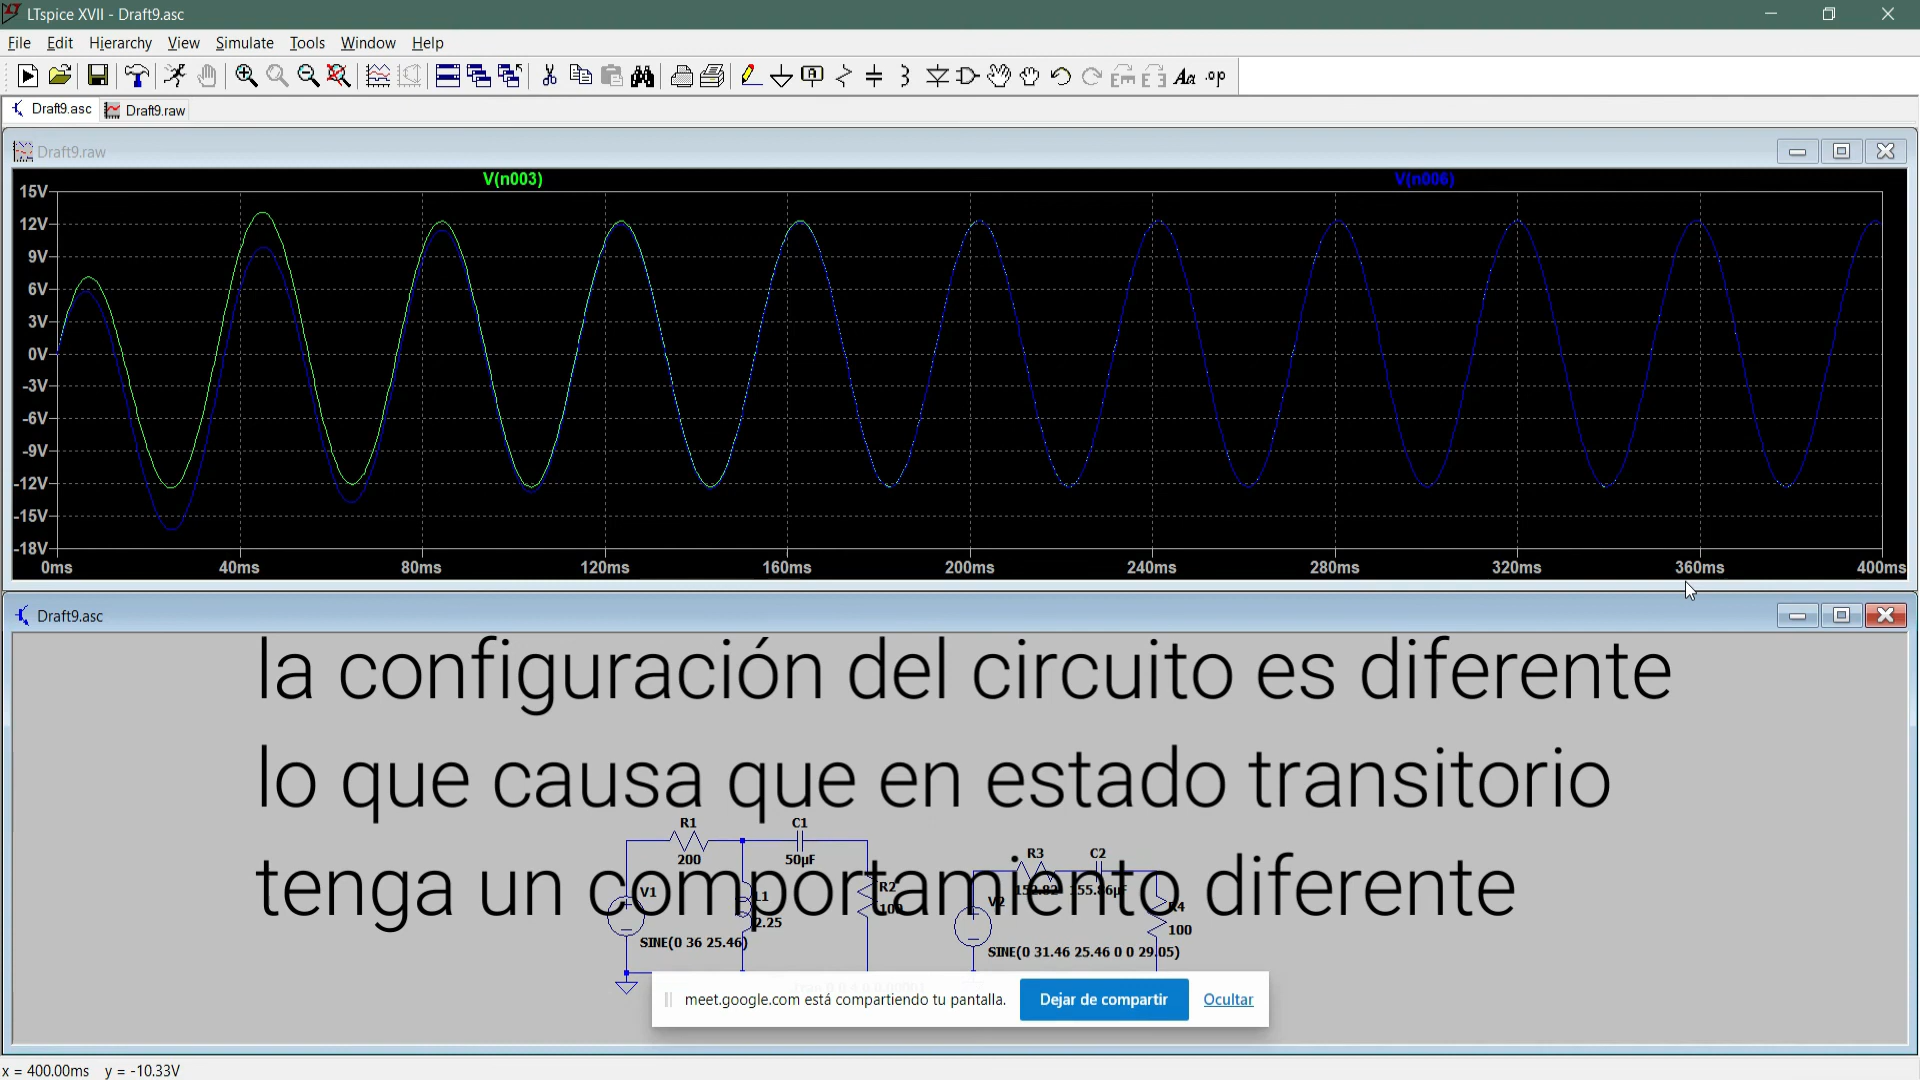 LTspice XVII - Draft9.asc
File Edit Hierarchy View Simulate Tools Window Help
Draft9.asc Draft9.raw
Draft9.raw
V(n003) V(n006)
15V
12V
9V
6V
3V
0V
-3V
-6V
-9V
-12V
-15V
-18V
0ms 40ms 80ms 120ms 160ms 200ms 240ms 280ms 320ms 360ms 400ms
Draft9.asc
la configuración del circuito es diferente
lo que causa que en estado transitorio
tenga un comportamiento diferente
R1 C1
200 50µF
V1 L1 R2
2.25 100
SINE(0 36 25.46)
R3 C2
152.82 155.86µF
V2 R4
100
SINE(0 31.46 25.46 0 0 29.05)
meet.google.com está compartiendo tu pantalla. Dejar de compartir Ocultar
x = 400.00ms y = -10.33V